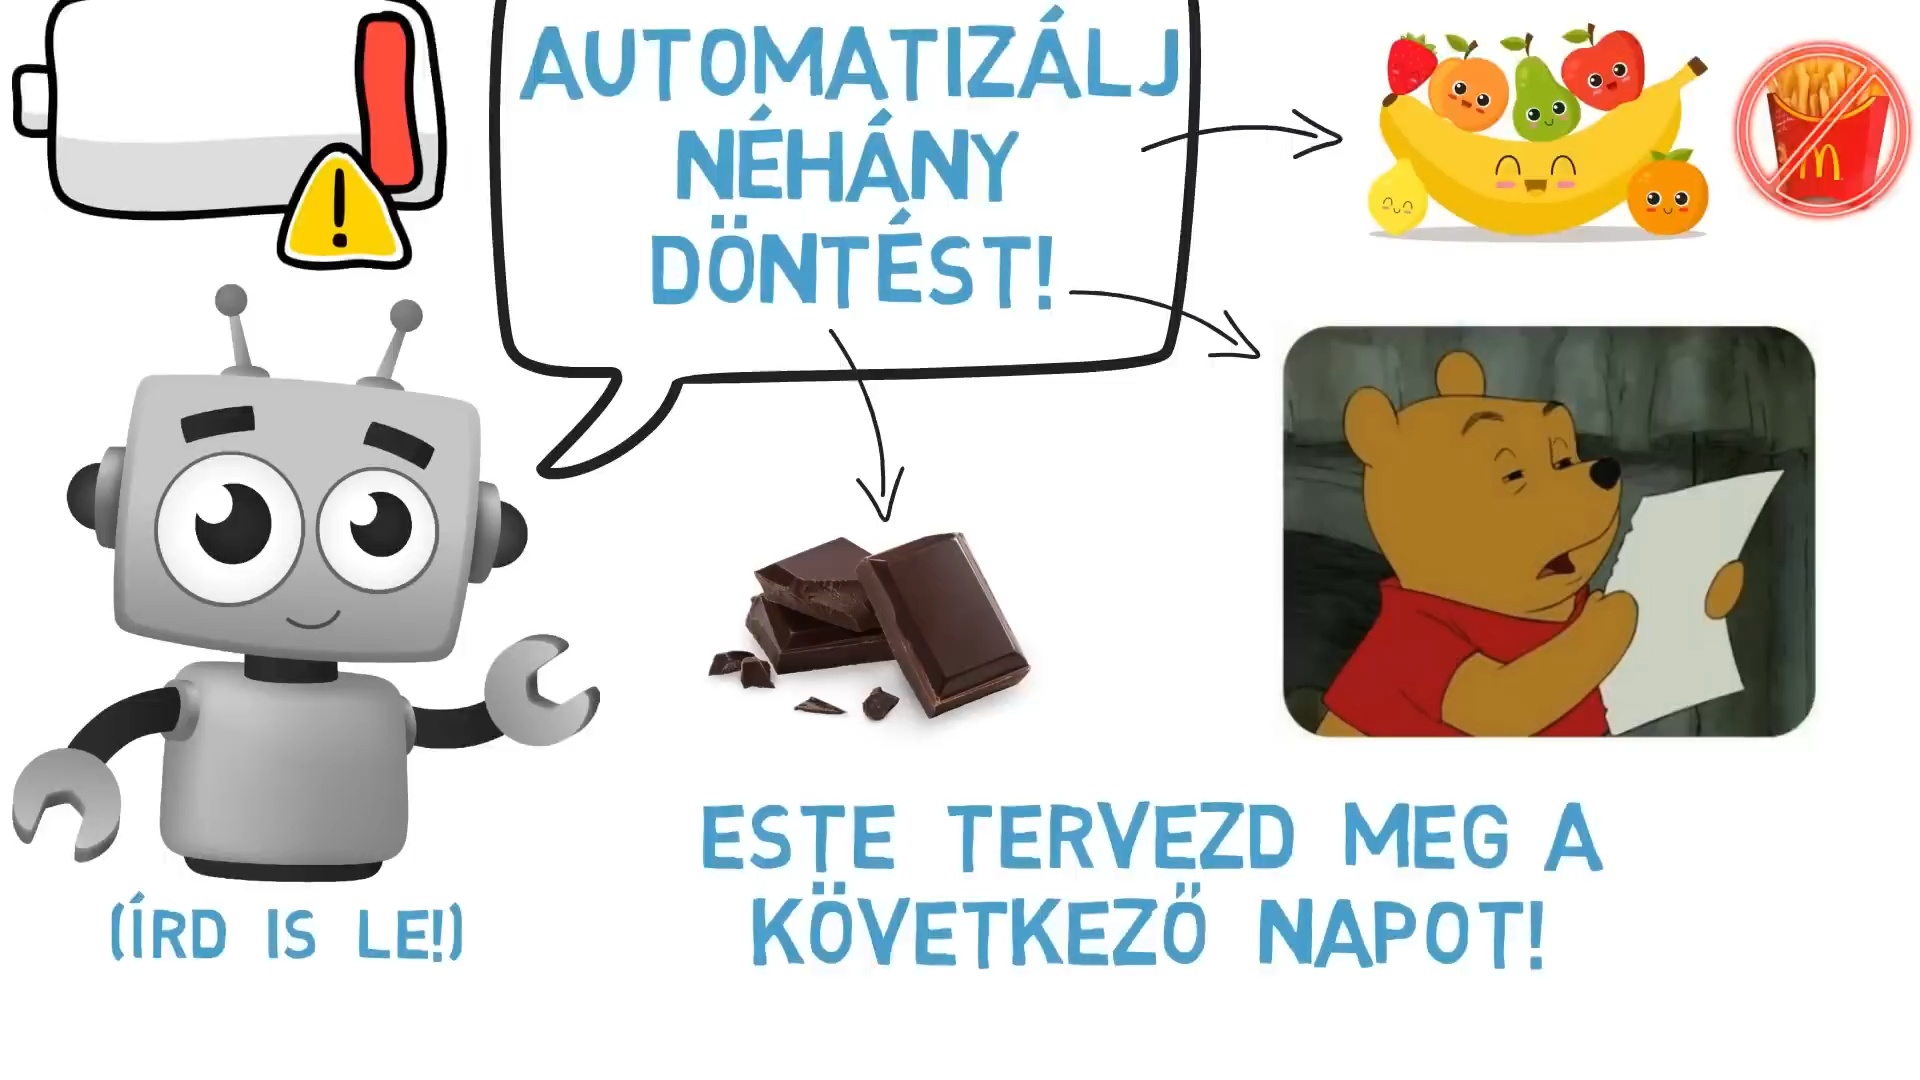 AUTOMATIZÁLJ
NÉHÁNY
DÖNTÉST!
ESTE TERVEZD MEG A
KÖVETKEZŐ NAPOT!
(ÍRD IS LE!)